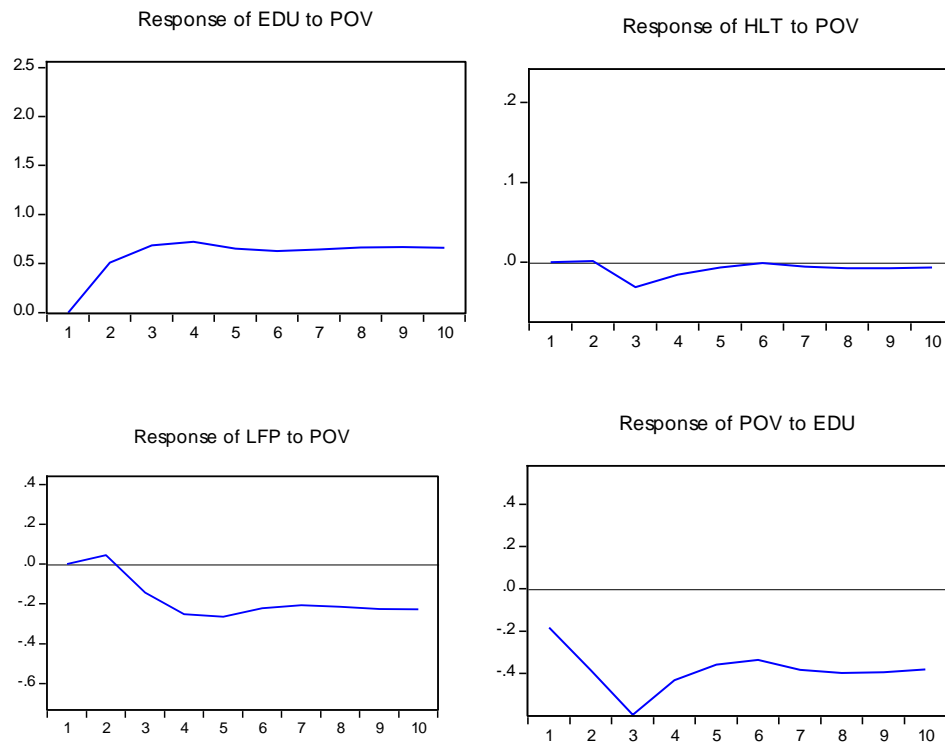 Response of EDU to POV
2.5
2.0
1.5
1.0
0.5
0.0
1 2 3 4 5 6 7 8 9 10
Response of HLT to POV
.2
.1
.0
1 2 3 4 5 6 7 8 9 10
Response of LFP to POV
.4
.2
.0
-.2
-.4
-.6
1 2 3 4 5 6 7 8 9 10
Response of POV to EDU
.4
.2
.0
-.2
-.4
1 2 3 4 5 6 7 8 9 10